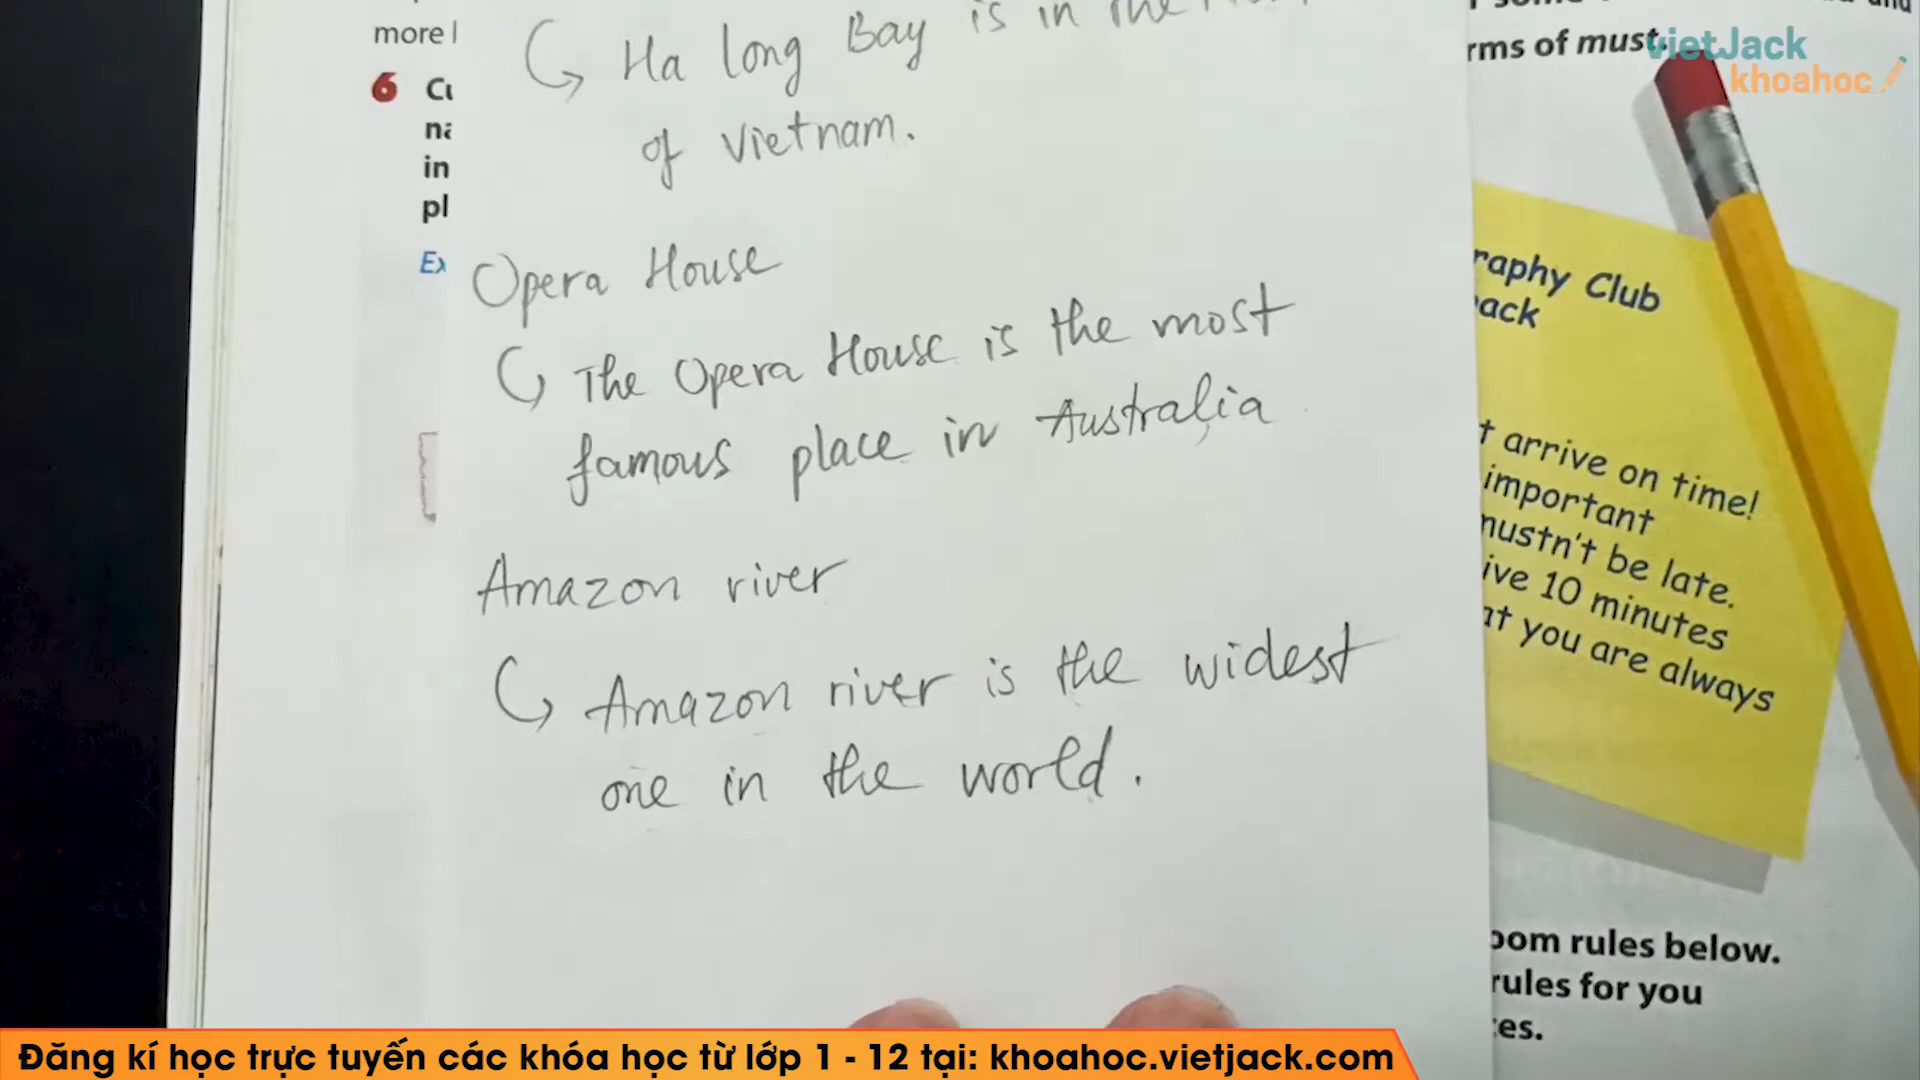 more
6
Ha long Bay is in the
of Vietnam.
in
Opera House
The Opera House is the most
famous place in Australia
Amazon river
Amazon river is the widest
one in the world.
rms of must.
vietJack
khoahoc
raphy Club
ack
arrive on time!
important
mustn't be late.
ive 10 minutes
at you are always
oom rules below.
rules for you
es.
Đăng kí học trực tuyến các khóa học từ lớp 1 - 12 tại: khoahoc.vietjack.com